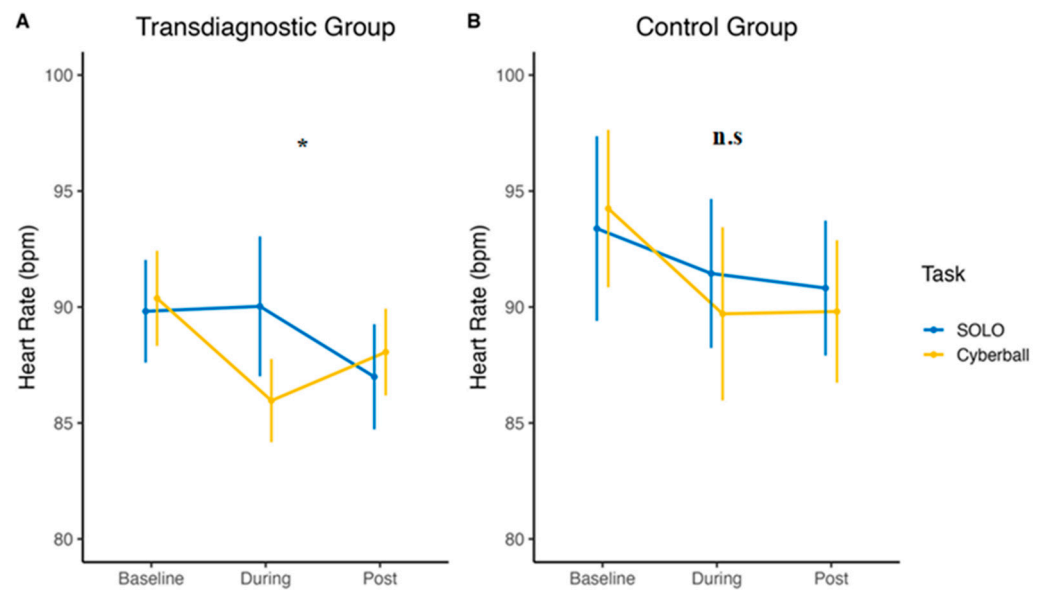 A
Transdiagnostic Group
Heart Rate (bpm)
100
95
90
85
80
*
Baseline
During
Post
B
Control Group
Heart Rate (bpm)
100
95
90
85
80
n.s
Baseline
During
Post
Task
SOLO
Cyberball